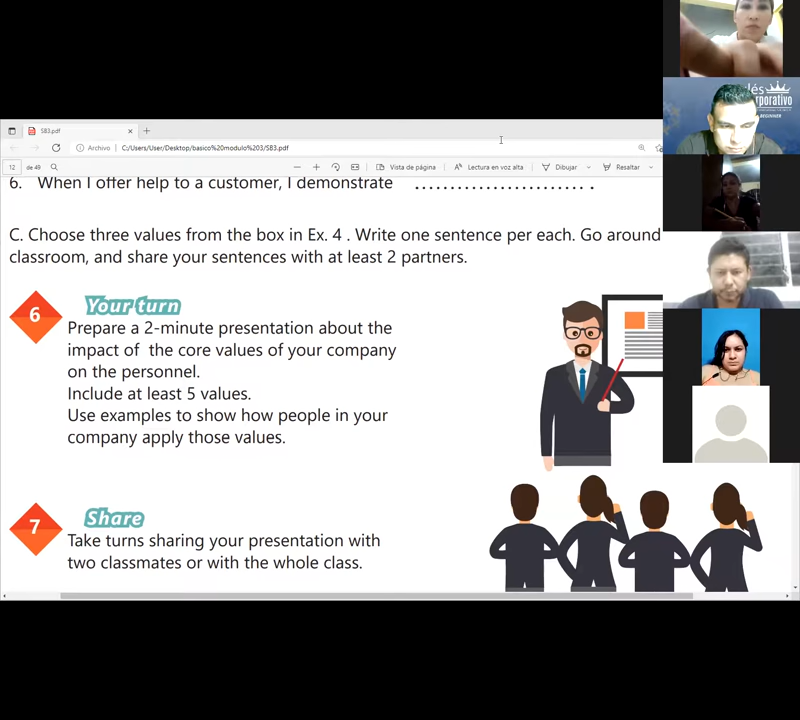 SB3.pdf
Archivo C:/Users/User/Desktop/basico%20modulo%203/SB3.pdf
12 de 49 Vista de página Lectura en voz alta Dibujar Resaltar
6. When I offer help to a customer, I demonstrate ........................ .
C. Choose three values from the box in Ex. 4 . Write one sentence per each. Go around
classroom, and share your sentences with at least 2 partners.
6 Your turn
Prepare a 2-minute presentation about the
impact of the core values of your company
on the personnel.
Include at least 5 values.
Use examples to show how people in your
company apply those values.
7 Share
Take turns sharing your presentation with
two classmates or with the whole class.
lés
rporativo
BEGINNER